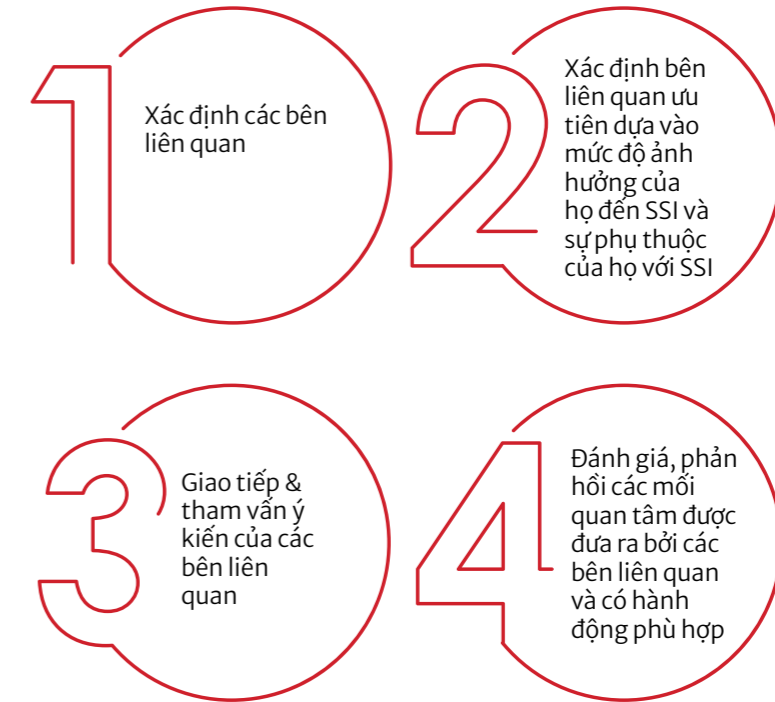 1
Xác định các bên
liên quan
2
Xác định bên
liên quan ưu
tiên dựa vào
mức độ ảnh
hưởng của
họ đến SSI và
sự phụ thuộc
của họ với SSI
3
Giao tiếp &
tham vấn ý
kiến của các
bên liên
quan
4
Đánh giá, phản
hồi các mối
quan tâm được
đưa ra bởi các
bên liên quan
và có hành
động phù hợp